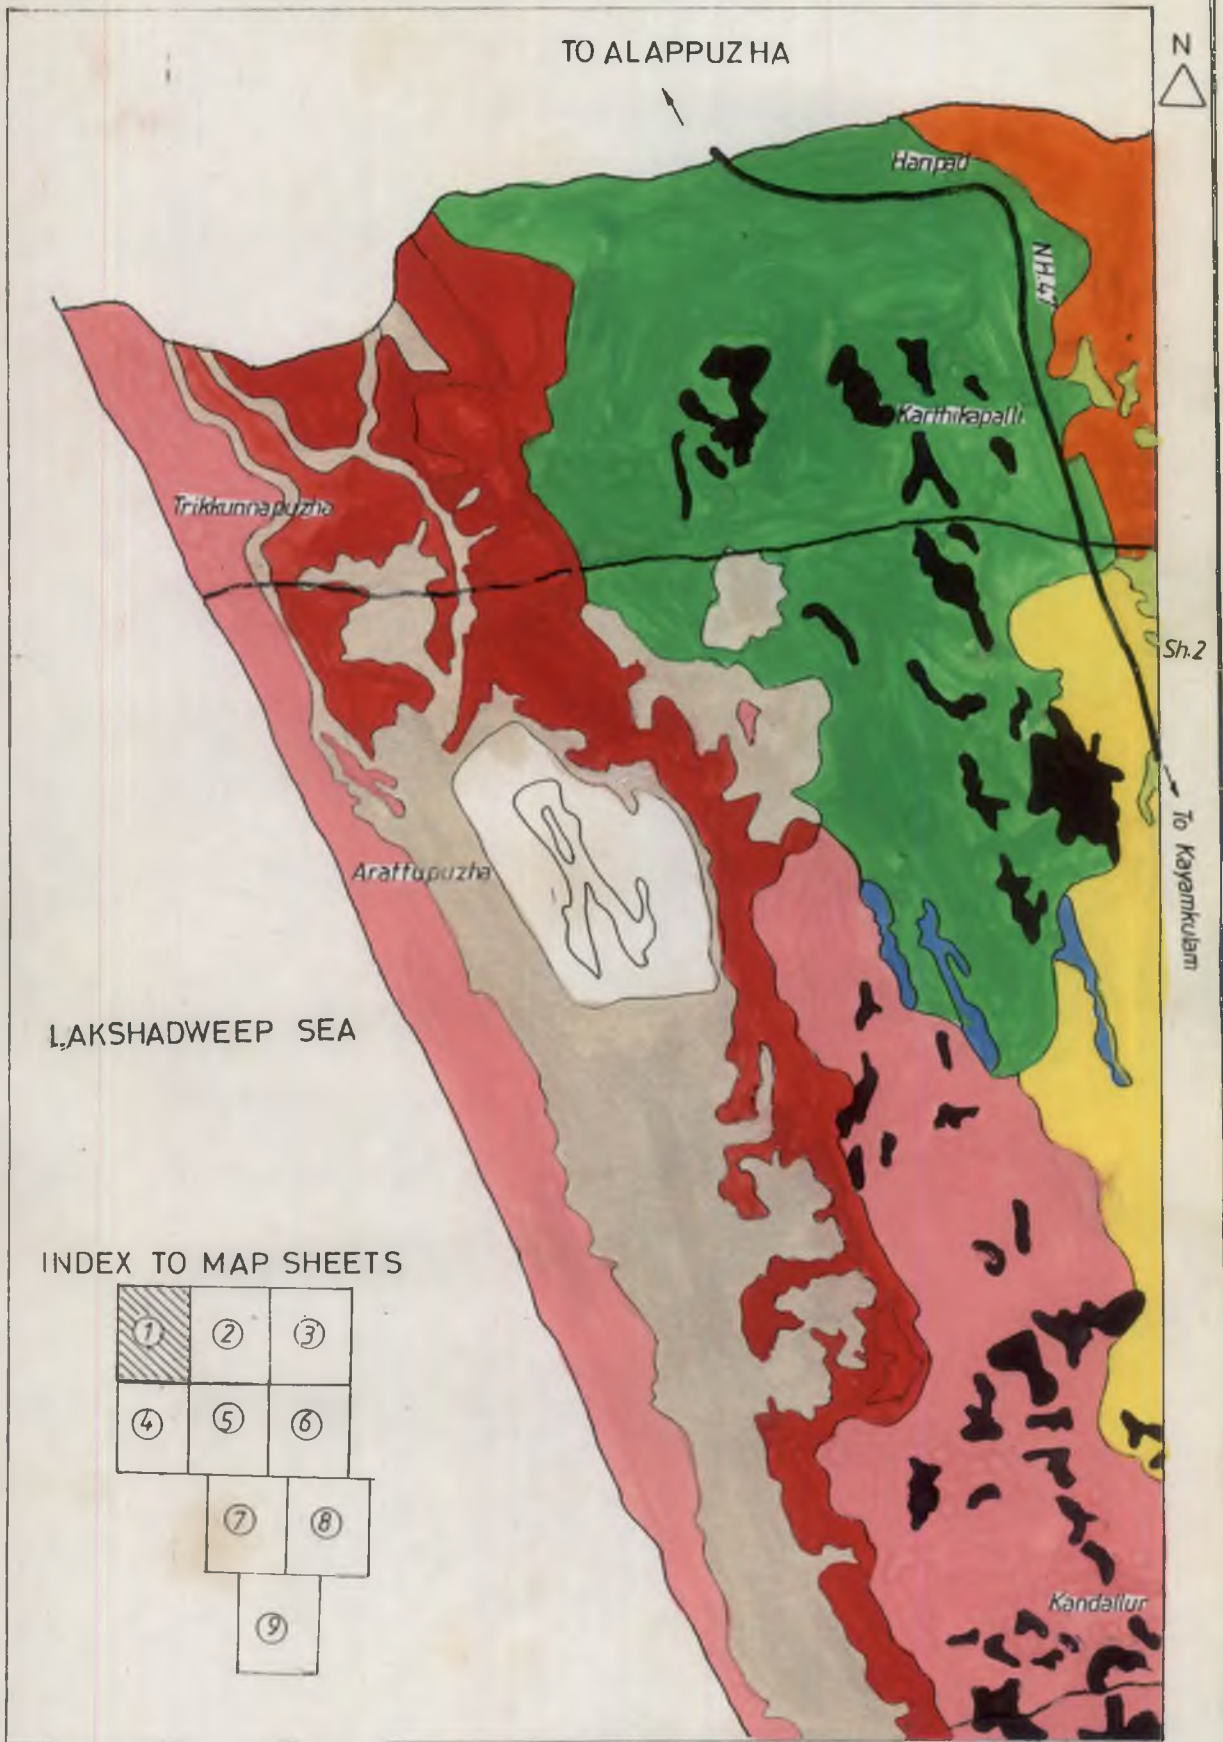 TO ALAPPUZHA
N
Haripad
N.H.47
Karthikapalli
Trikkunnapuzha
Sh.2
To Kayamkulam
Arattupuzha
LAKSHADWEEP SEA
INDEX TO MAP SHEETS
1
2
3
4
5
6
7
8
9
Kandallur